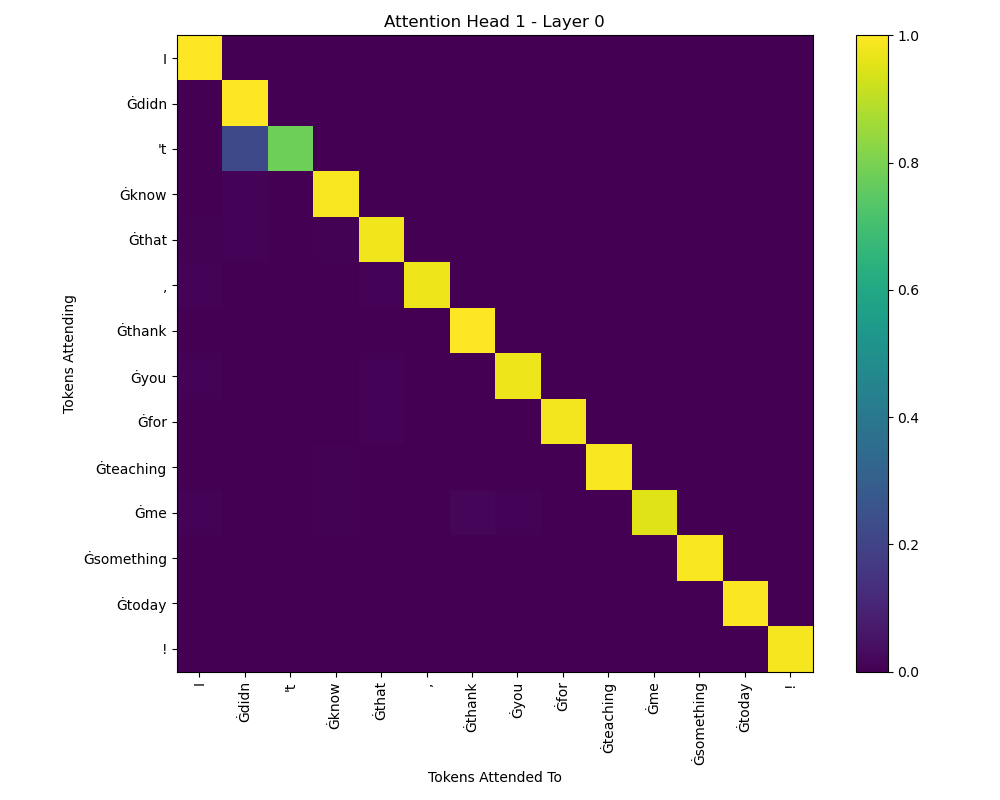 Attention Head 1 - Layer 0
Tokens Attending
I
Ġdidn
't
Ġknow
Ġthat
,
Ġthank
Ġyou
Ġfor
Ġteaching
Ġme
Ġsomething
Ġtoday
!
I
Ġdidn
't
Ġknow
Ġthat
,
Ġthank
Ġyou
Ġfor
Ġteaching
Ġme
Ġsomething
Ġtoday
!
Tokens Attended To
1.0
0.8
0.6
0.4
0.2
0.0